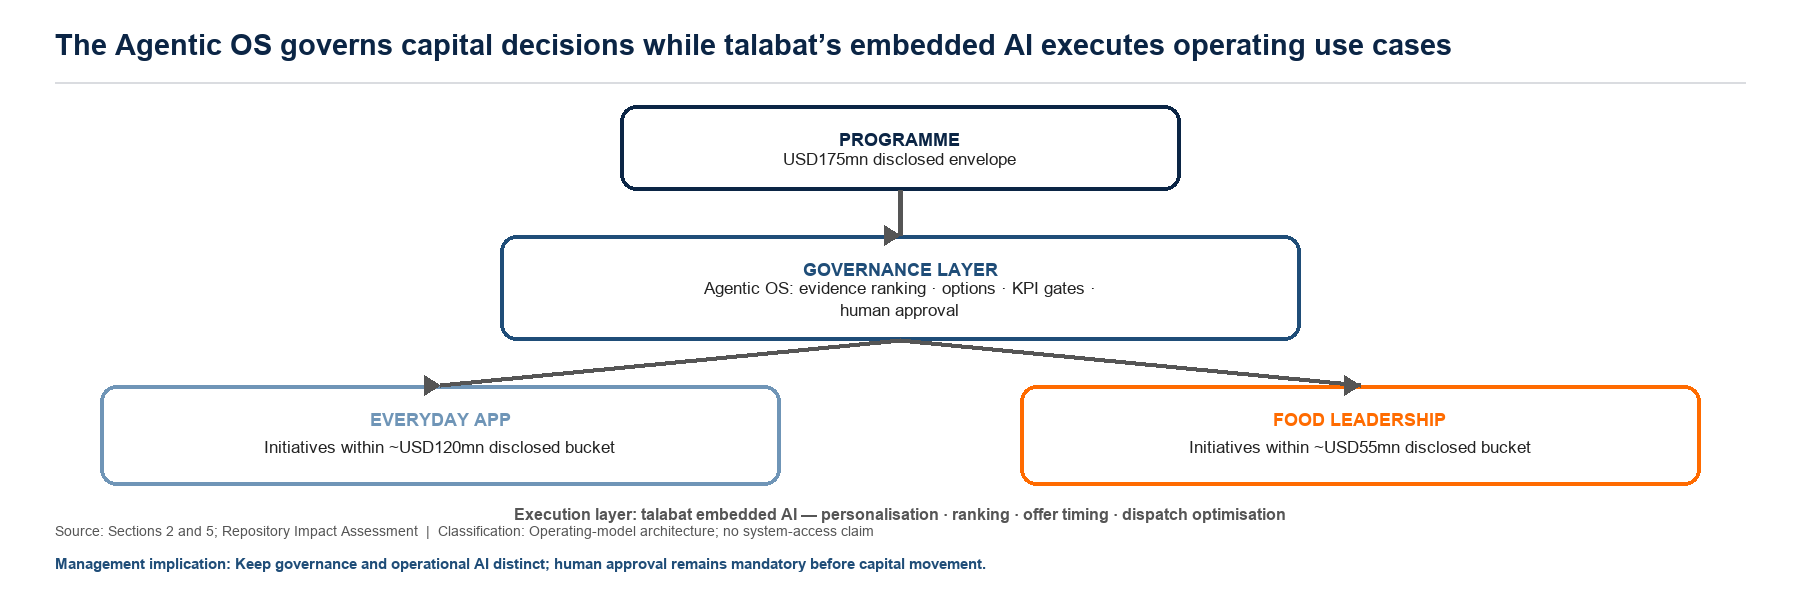 The Agentic OS governs capital decisions while talabat’s embedded AI executes operating use cases
PROGRAMME
USD175mn disclosed envelope
GOVERNANCE LAYER
Agentic OS: evidence ranking · options · KPI gates ·
human approval
EVERYDAY APP
Initiatives within ~USD120mn disclosed bucket
FOOD LEADERSHIP
Initiatives within ~USD55mn disclosed bucket
Execution layer: talabat embedded AI — personalisation · ranking · offer timing · dispatch optimisation
Source: Sections 2 and 5; Repository Impact Assessment | Classification: Operating-model architecture; no system-access claim
Management implication: Keep governance and operational AI distinct; human approval remains mandatory before capital movement.